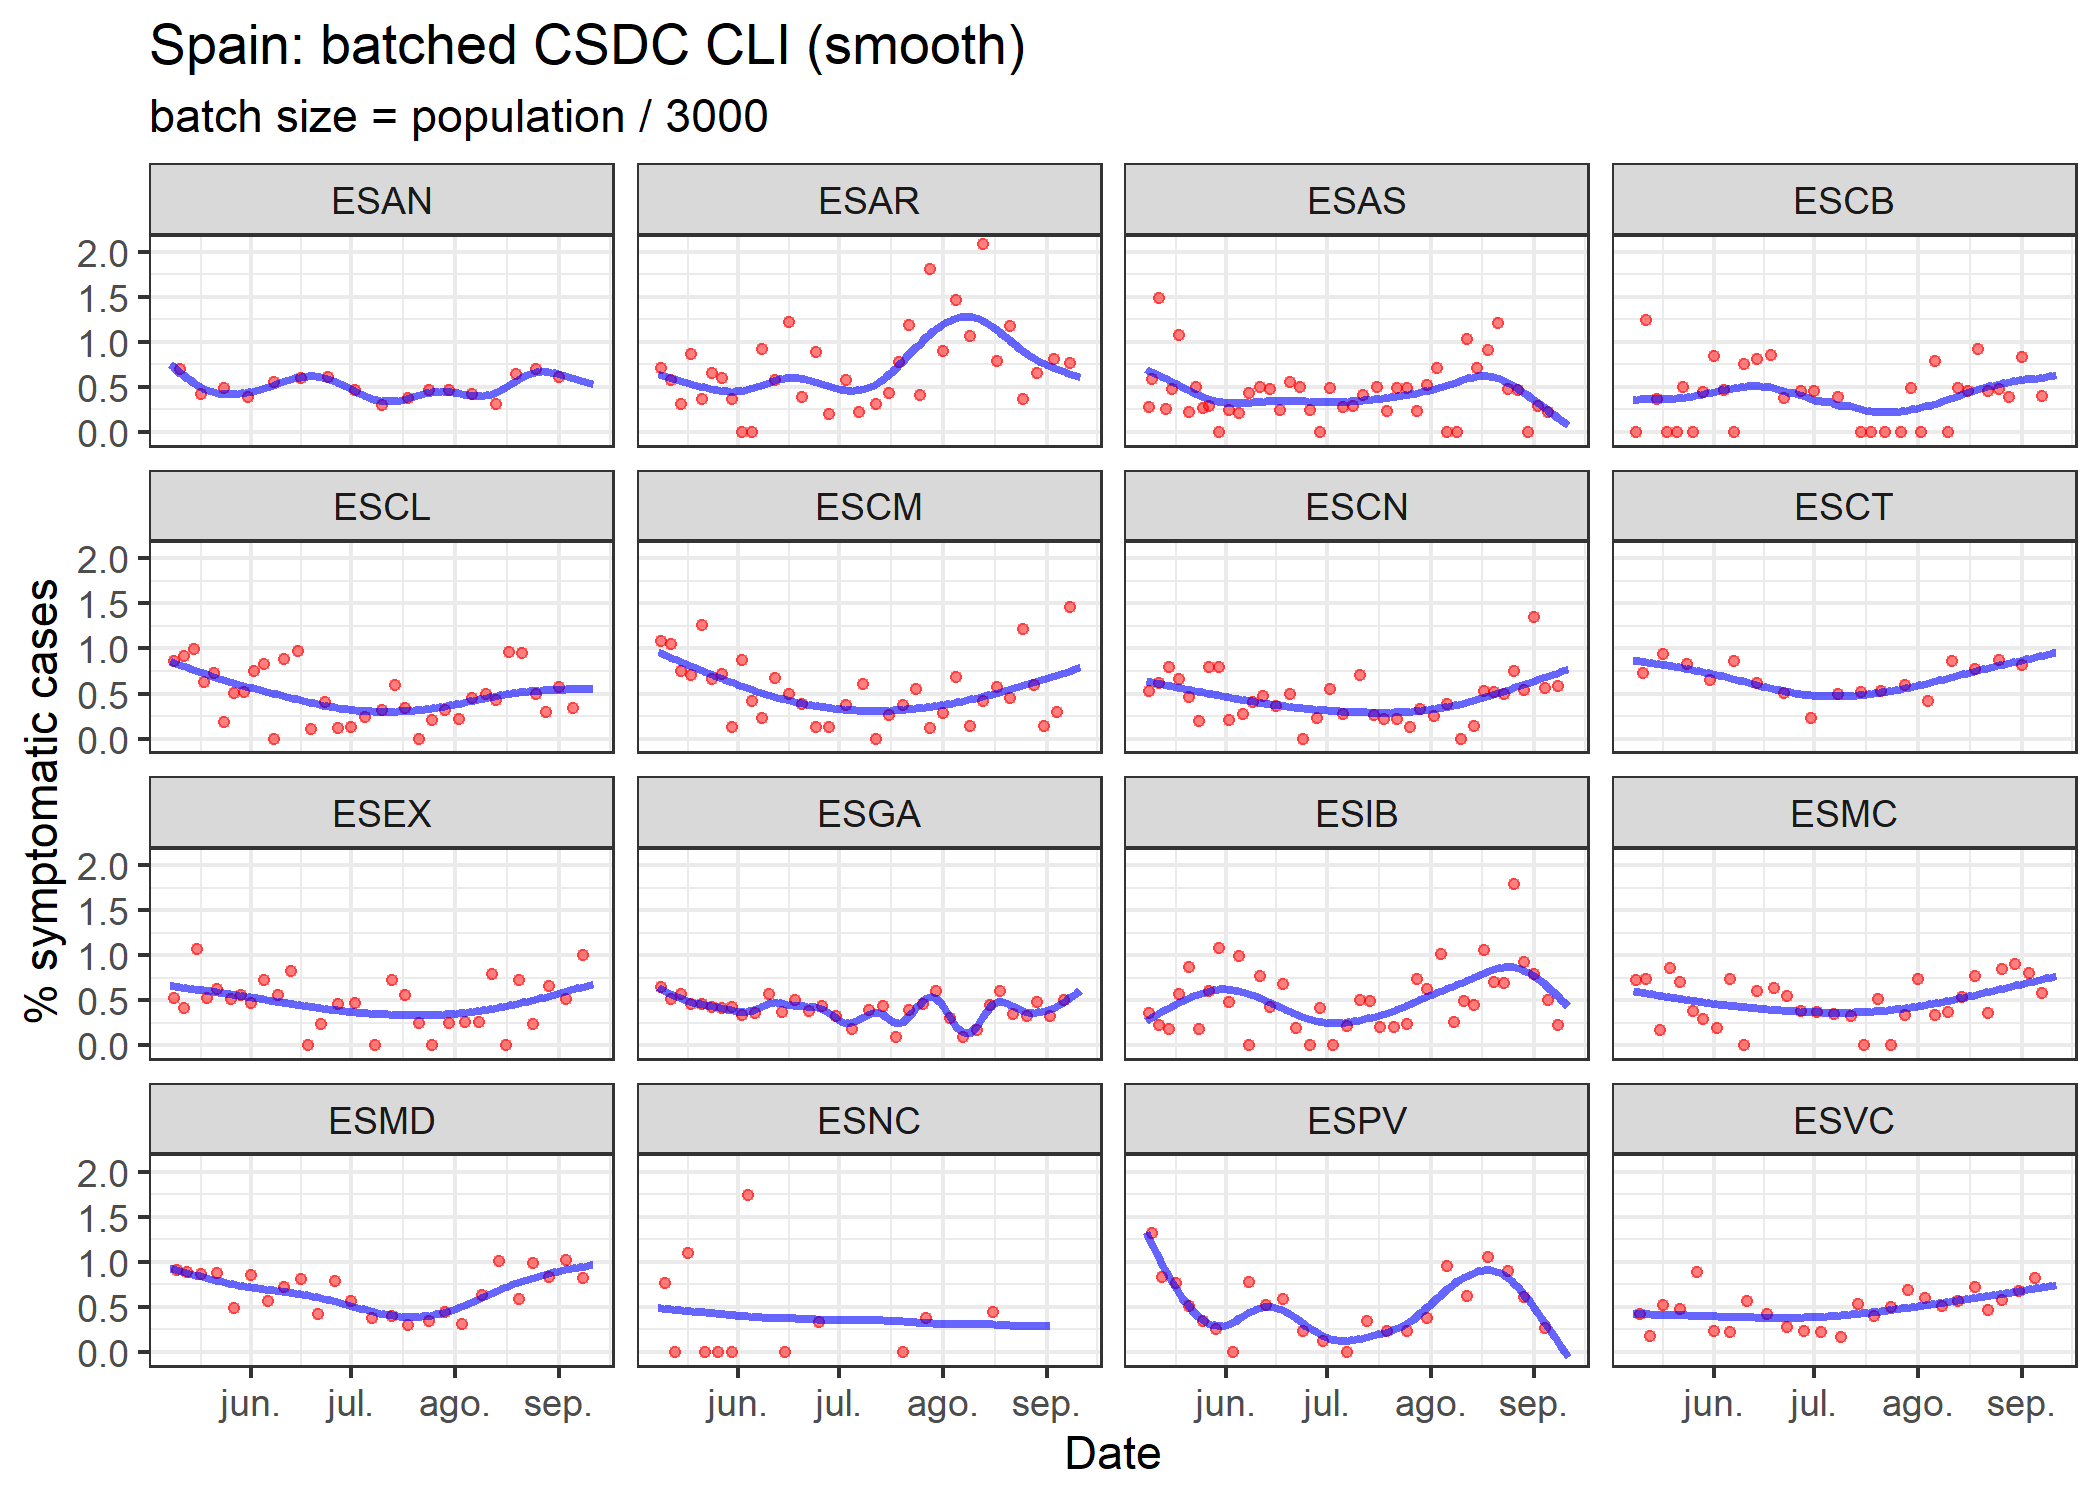 Spain: batched CSDC CLI (smooth)
batch size = population / 3000
ESAN ESAR ESAS ESCB
2.0
1.5
1.0
0.5
0.0
ESCL ESCM ESCN ESCT
2.0
1.5
1.0
0.5
0.0
ESEX ESGA ESIB ESMC
2.0
1.5
1.0
0.5
0.0
ESMD ESNC ESPV ESVC
2.0
1.5
1.0
0.5
0.0
% symptomatic cases
jun. jul. ago. sep. jun. jul. ago. sep. jun. jul. ago. sep. jun. jul. ago. sep.
Date